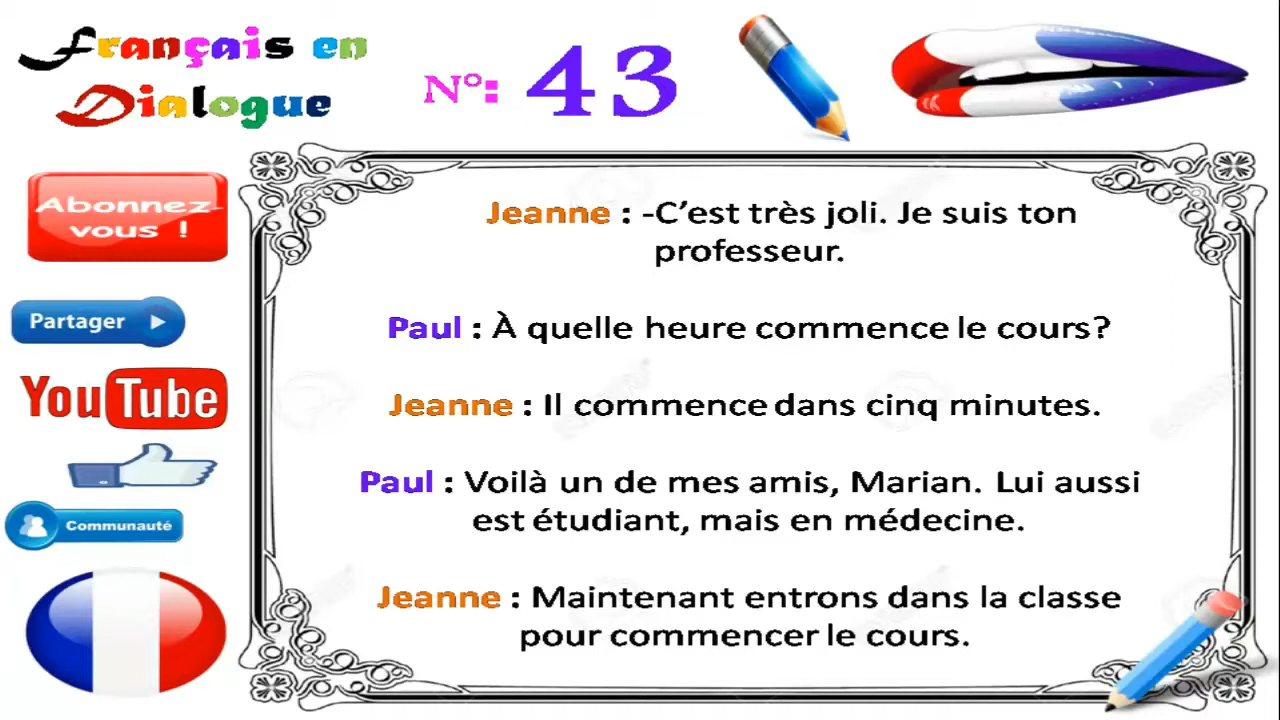 Français en
Dialogue
N°: 43
Abonnez-
vous !
Partager
YouTube
Communauté
Jeanne : -C’est très joli. Je suis ton
professeur.
Paul : À quelle heure commence le cours?
Jeanne : Il commence dans cinq minutes.
Paul : Voilà un de mes amis, Marian. Lui aussi
est étudiant, mais en médecine.
Jeanne : Maintenant entrons dans la classe
pour commencer le cours.